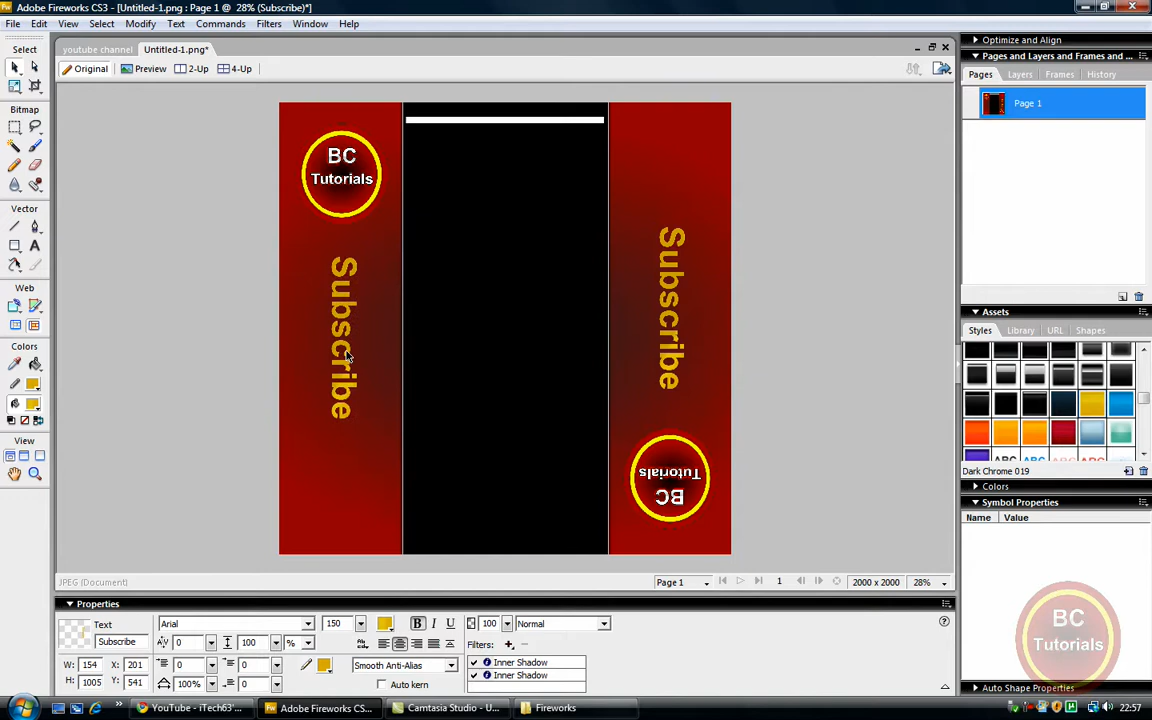 Adobe Fireworks CS3 - [Untitled-1.png : Page 1 @ 28% (Subscribe)*]
File Edit View Select Modify Text Commands Filters Window Help
Select
youtube channel Untitled-1.png*
Original Preview 2-Up 4-Up
Bitmap
Vector
Web
Colors
View
BC
Tutorials
Subscribe
Subscribe
BC
Tutorials
JPEG (Document)
Page 1 1 2000 x 2000 28%
Optimize and Align
Pages and Layers and Frames and ...
Pages Layers Frames History
Page 1
Assets
Styles Library URL Shapes
Dark Chrome 019
Colors
Symbol Properties
Name Value
BC
Tutorials
Auto Shape Properties
Properties
Text
Subscribe
Arial 150 B I U 100 Normal
0 100 % Filters:
W: 154 X: 201 0 0 Smooth Anti-Alias Inner Shadow
H: 1005 Y: 541 100% 0 Auto kern Inner Shadow
YouTube - iTech63'... Adobe Fireworks CS... Camtasia Studio - U... Fireworks 22:57